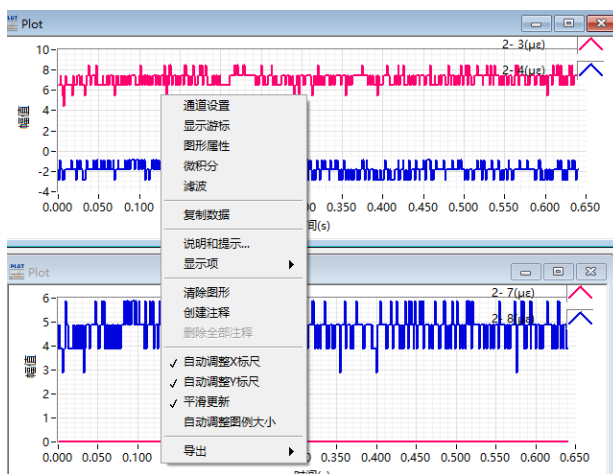 PLOT
Plot
2- 3(με)
2- 4(με)
10
8
6
4
2
0
-2
-4
幅值
0.000 0.050 0.100 0.350 0.400 0.450 0.500 0.550 0.600 0.650
间(s)
通道设置
显示游标
图形属性
微积分
滤波
复制数据
说明和提示...
显示项
清除图形
创建注释
删除全部注释
自动调整X标尺
自动调整Y标尺
平滑更新
自动调整图例大小
导出
PLOT
Plot
2- 7(με)
2- 8(με)
6
5
4
3
2
1
0
幅值
0.000 0.050 0.100 0.350 0.400 0.450 0.500 0.550 0.600 0.650
时间(s)